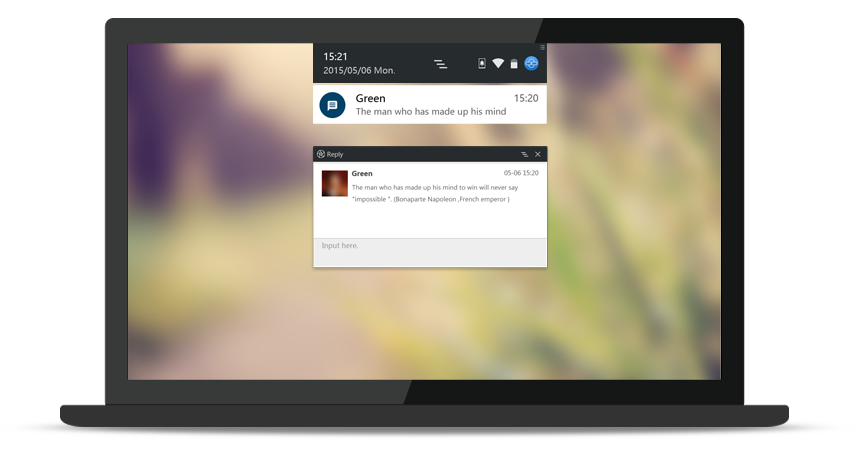 15:21
2015/05/06 Mon.
Green 15:20
The man who has made up his mind
Reply
Green 05-06 15:20
The man who has made up his mind to win will never say
"impossible ". (Bonaparte Napoleon ,French emperor )
Input here.